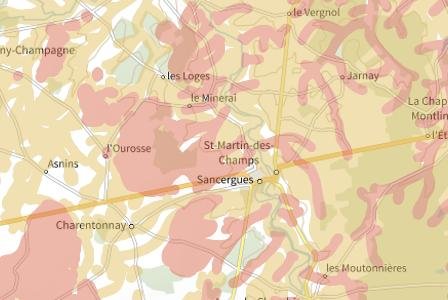 le Vergnol
ny-Champagne
les Loges
Jarnay
le Minerai
La Chap
Montlin
l'Ourosse
St-Martin-des-
Champs
l'Ét
Asnins
Sancergues
Charentonnay
les Moutonnières